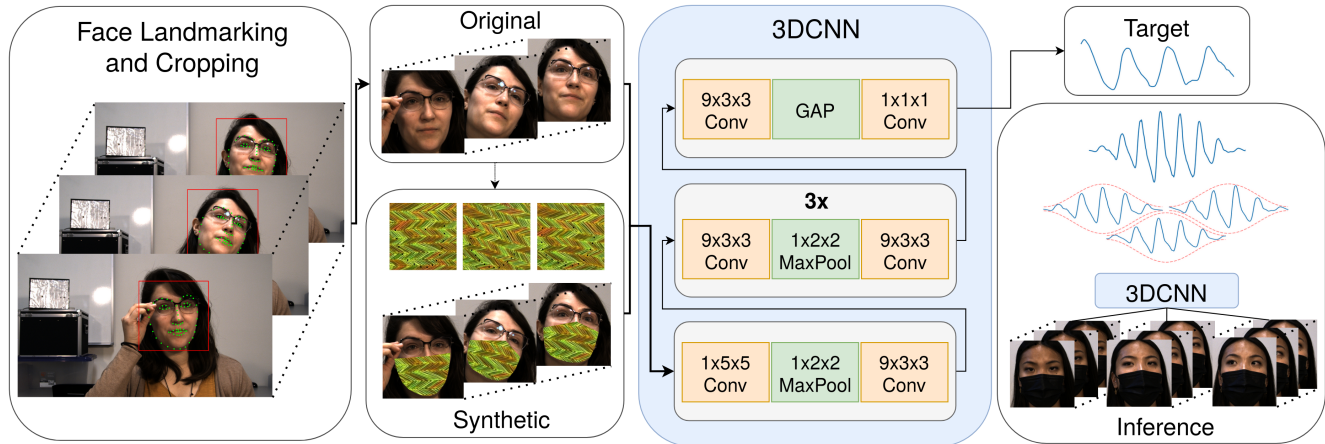 Face Landmarking
and Cropping
Original
Synthetic
3DCNN
9x3x3
Conv
GAP
1x1x1
Conv
3x
9x3x3
Conv
1x2x2
MaxPool
9x3x3
Conv
1x5x5
Conv
1x2x2
MaxPool
9x3x3
Conv
Target
3DCNN
Inference